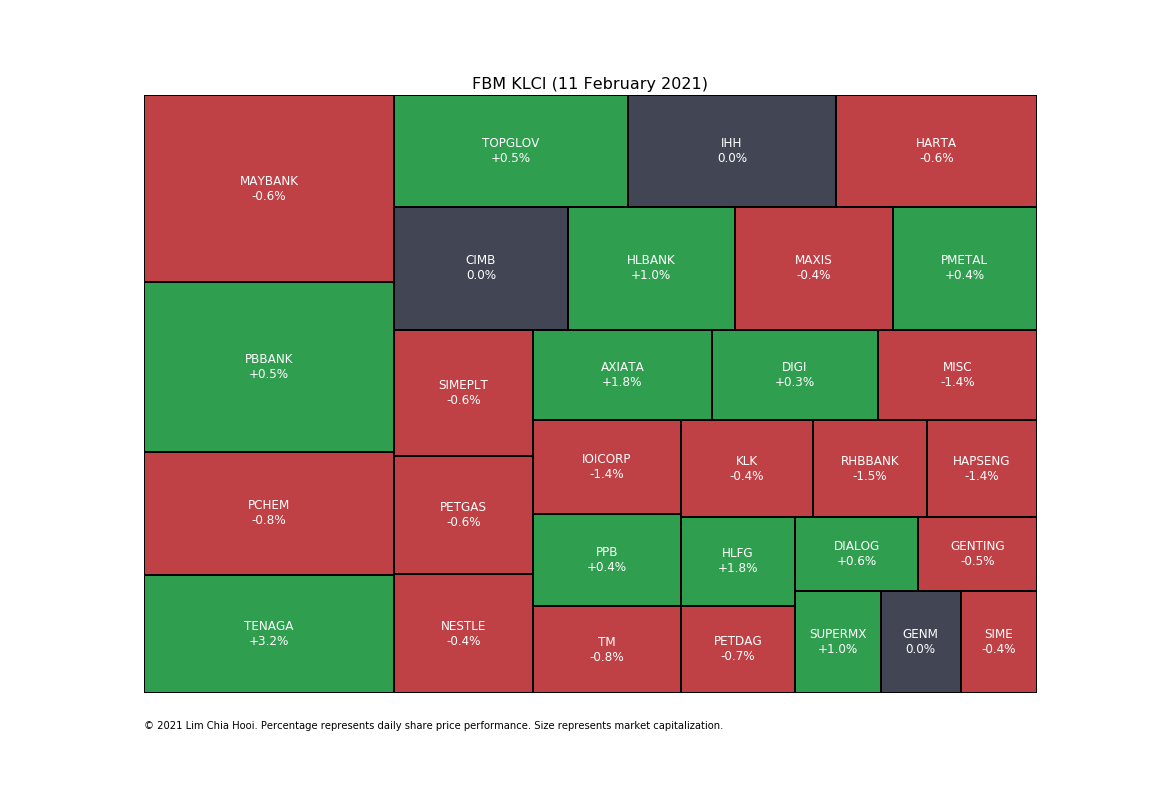 FBM KLCI (11 February 2021)
MAYBANK
-0.6%
TOPGLOV
+0.5%
IHH
0.0%
HARTA
-0.6%
CIMB
0.0%
HLBANK
+1.0%
MAXIS
-0.4%
PMETAL
+0.4%
PBBANK
+0.5%
SIMEPLT
-0.6%
AXIATA
+1.8%
DIGI
+0.3%
MISC
-1.4%
IOICORP
-1.4%
KLK
-0.4%
RHBBANK
-1.5%
HAPSENG
-1.4%
PCHEM
-0.8%
PETGAS
-0.6%
PPB
+0.4%
HLFG
+1.8%
DIALOG
+0.6%
GENTING
-0.5%
TENAGA
+3.2%
NESTLE
-0.4%
TM
-0.8%
PETDAG
-0.7%
SUPERMX
+1.0%
GENM
0.0%
SIME
-0.4%
© 2021 Lim Chia Hooi. Percentage represents daily share price performance. Size represents market capitalization.